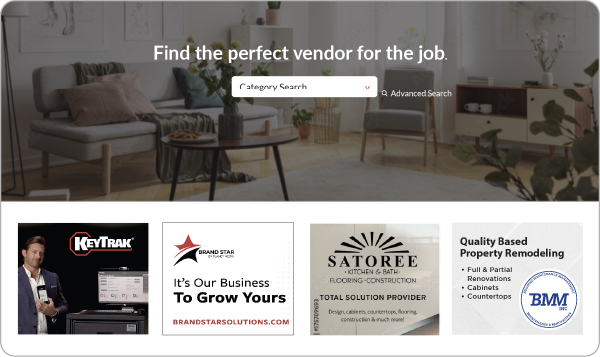 Find the perfect vendor for the job.
Category Search
Advanced Search
KEYTRAK
BRAND STAR
It's Our Business
To Grow Yours
BRANDSTARSOLUTIONS.COM
SATOREE
• KITCHEN & BATH •
FLOORING • CONSTRUCTION
TOTAL SOLUTION PROVIDER
Design, cabinets, countertops, flooring,
construction & much more!
Quality Based
Property Remodeling
• Full & Partial
Renovations
• Cabinets
• Countertops
BMM
INC